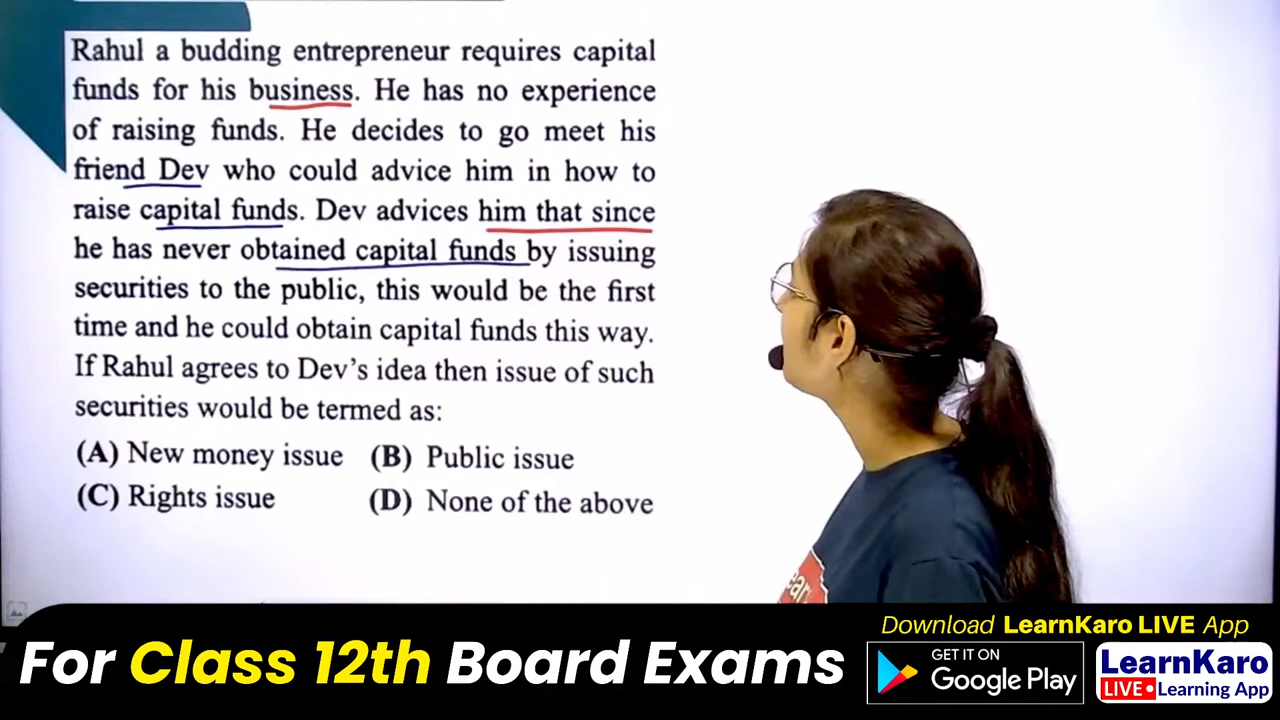 Rahul a budding entrepreneur requires capital
funds for his business. He has no experience
of raising funds. He decides to go meet his
friend Dev who could advice him in how to
raise capital funds. Dev advices him that since
he has never obtained capital funds by issuing
securities to the public, this would be the first
time and he could obtain capital funds this way.
If Rahul agrees to Dev's idea then issue of such
securities would be termed as:
(A) New money issue (B) Public issue
(C) Rights issue (D) None of the above
For Class 12th Board Exams
Download LearnKaro LIVE App
GET IT ON
Google Play
LearnKaro
LIVE Learning App